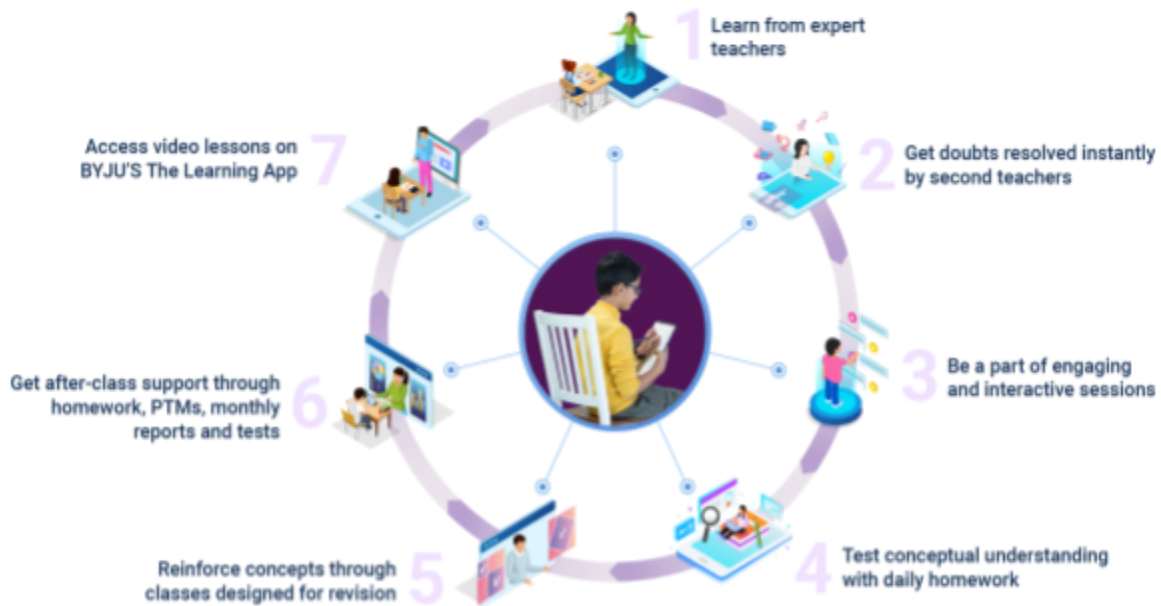 1
Learn from expert
teachers
2
Get doubts resolved instantly
by second teachers
3
Be a part of engaging
and interactive sessions
4
Test conceptual understanding
with daily homework
5
Reinforce concepts through
classes designed for revision
6
Get after-class support through
homework, PTMs, monthly
reports and tests
7
Access video lessons on
BYJU'S The Learning App